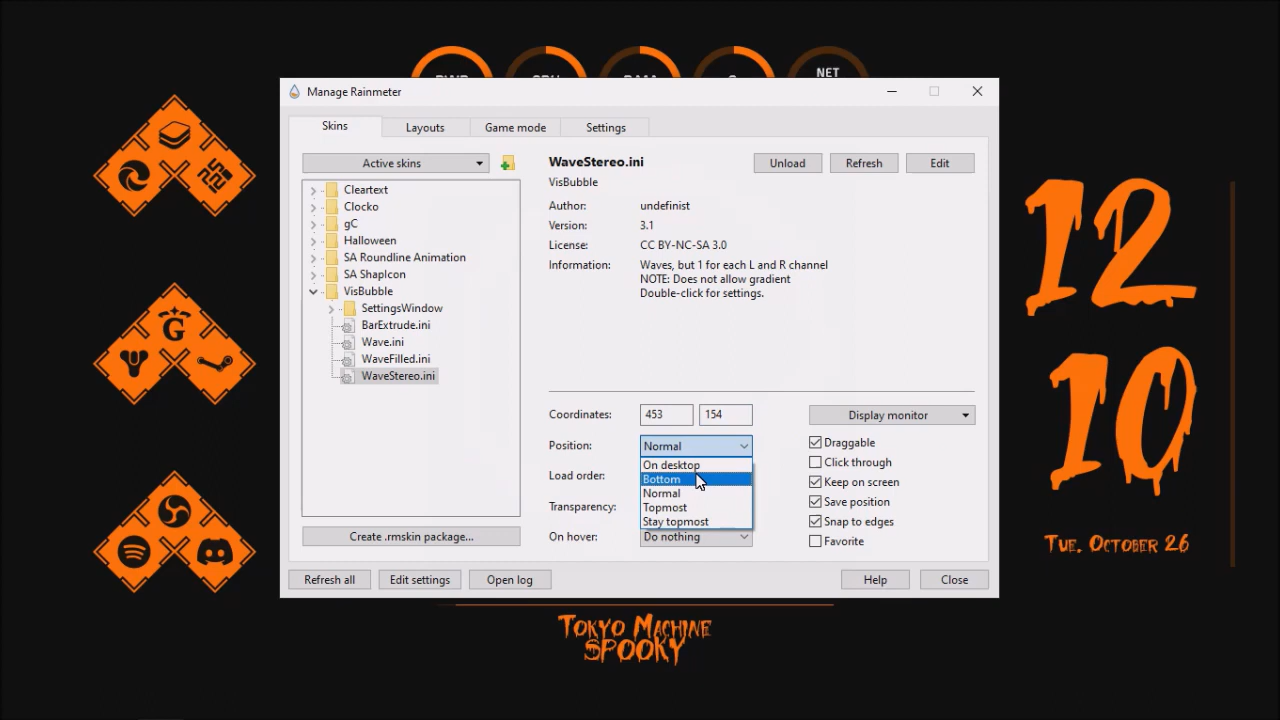 NET
Manage Rainmeter
Skins
Layouts
Game mode
Settings
Active skins
Cleartext
Clocko
gC
Halloween
SA Roundline Animation
SA ShapIcon
VisBubble
SettingsWindow
BarExtrude.ini
Wave.ini
WaveFilled.ini
WaveStereo.ini
Create .rmskin package...
WaveStereo.ini
Unload
Refresh
Edit
VisBubble
Author: undefinist
Version: 3.1
License: CC BY-NC-SA 3.0
Information: Waves, but 1 for each L and R channel
NOTE: Does not allow gradient
Double-click for settings.
Coordinates: 453 154
Display monitor
Position: Normal
On desktop
Bottom
Normal
Topmost
Stay topmost
Load order:
Transparency:
On hover: Do nothing
Draggable
Click through
Keep on screen
Save position
Snap to edges
Favorite
Refresh all
Edit settings
Open log
Help
Close
12
10
Tue, October 26
Tokyo Machine
SPOOKY